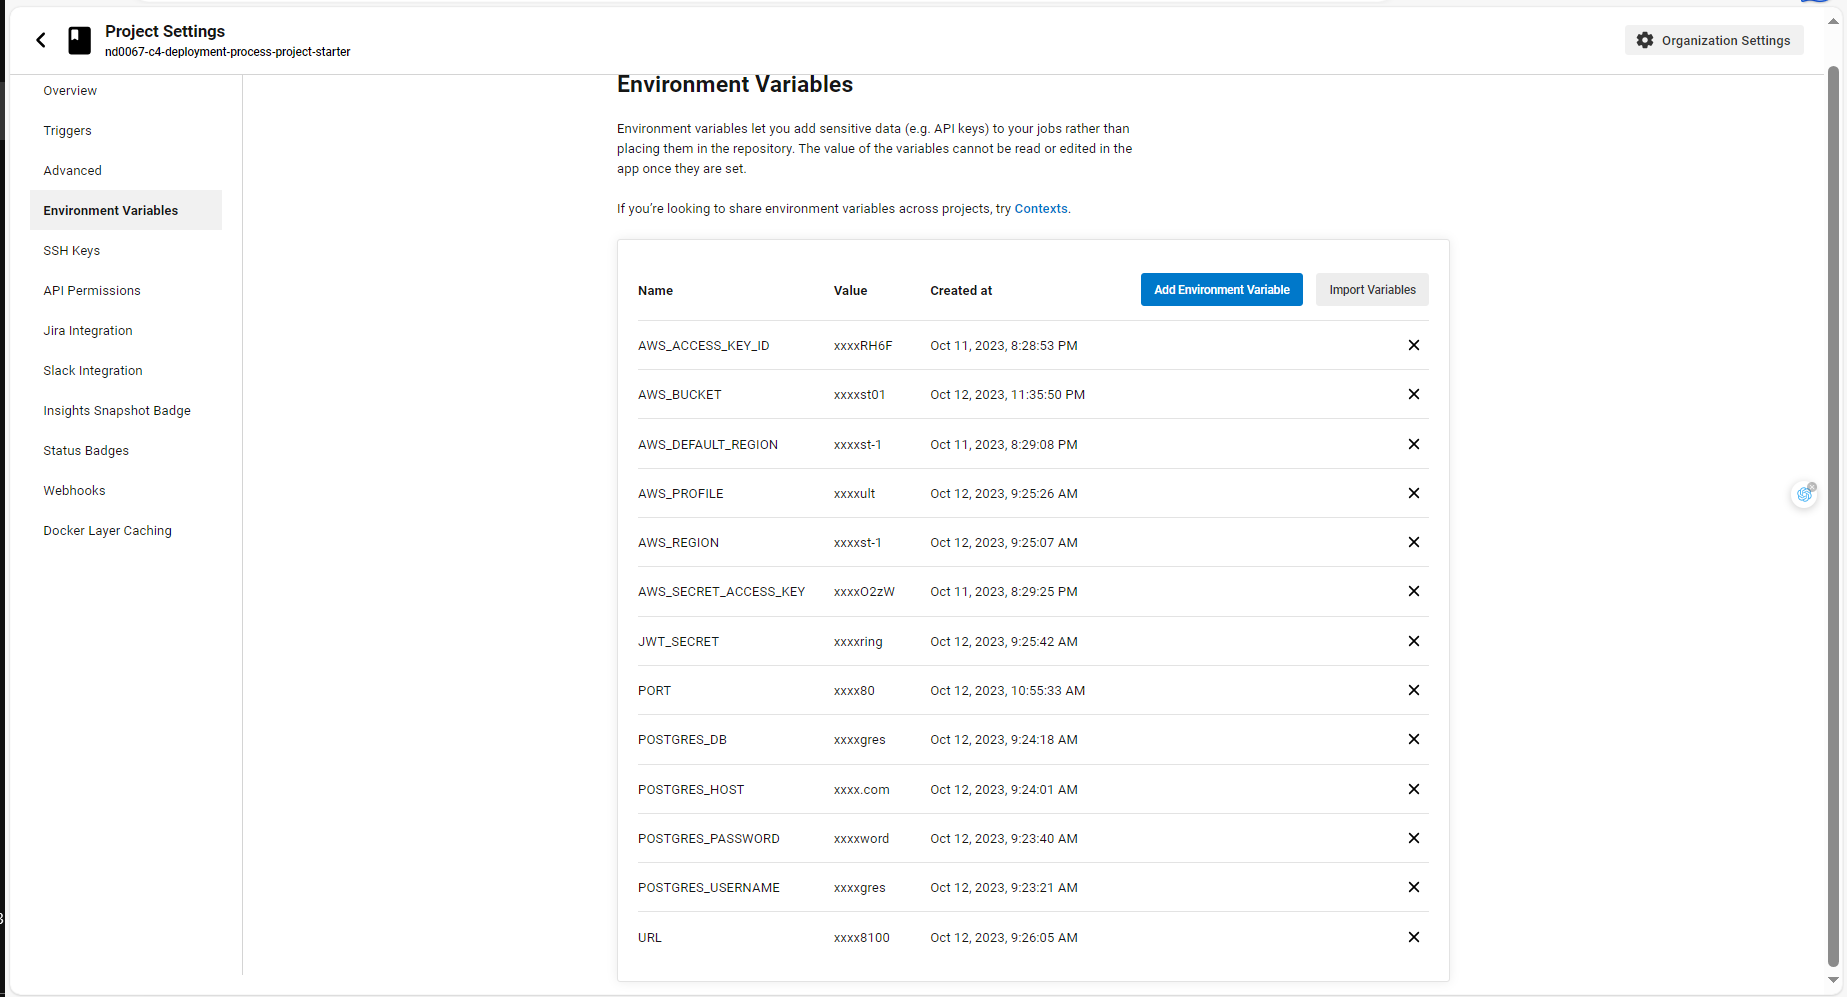 Project Settings
nd0067-c4-deployment-process-project-starter
Organization Settings
Overview
Triggers
Advanced
Environment Variables
SSH Keys
API Permissions
Jira Integration
Slack Integration
Insights Snapshot Badge
Status Badges
Webhooks
Docker Layer Caching
Environment Variables
Environment variables let you add sensitive data (e.g. API keys) to your jobs rather than
placing them in the repository. The value of the variables cannot be read or edited in the
app once they are set.
If you’re looking to share environment variables across projects, try Contexts.
Name Value Created at Add Environment Variable Import Variables
AWS_ACCESS_KEY_ID xxxxRH6F Oct 11, 2023, 8:28:53 PM
AWS_BUCKET xxxxst01 Oct 12, 2023, 11:35:50 PM
AWS_DEFAULT_REGION xxxxst-1 Oct 11, 2023, 8:29:08 PM
AWS_PROFILE xxxxult Oct 12, 2023, 9:25:26 AM
AWS_REGION xxxxst-1 Oct 12, 2023, 9:25:07 AM
AWS_SECRET_ACCESS_KEY xxxxO2zW Oct 11, 2023, 8:29:25 PM
JWT_SECRET xxxxring Oct 12, 2023, 9:25:42 AM
PORT xxxx80 Oct 12, 2023, 10:55:33 AM
POSTGRES_DB xxxxgres Oct 12, 2023, 9:24:18 AM
POSTGRES_HOST xxxx.com Oct 12, 2023, 9:24:01 AM
POSTGRES_PASSWORD xxxxword Oct 12, 2023, 9:23:40 AM
POSTGRES_USERNAME xxxxgres Oct 12, 2023, 9:23:21 AM
URL xxxx8100 Oct 12, 2023, 9:26:05 AM